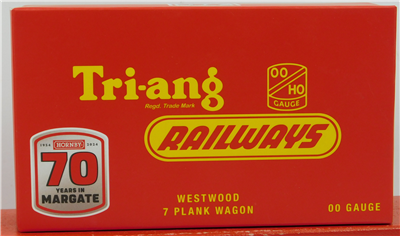 Tri-ang
Regd. Trade Mark
OO
HO
GAUGE
RAILWAYS
1954 HORNBY 2024
70
YEARS IN
MARGATE
WESTWOOD
7 PLANK WAGON
OO GAUGE